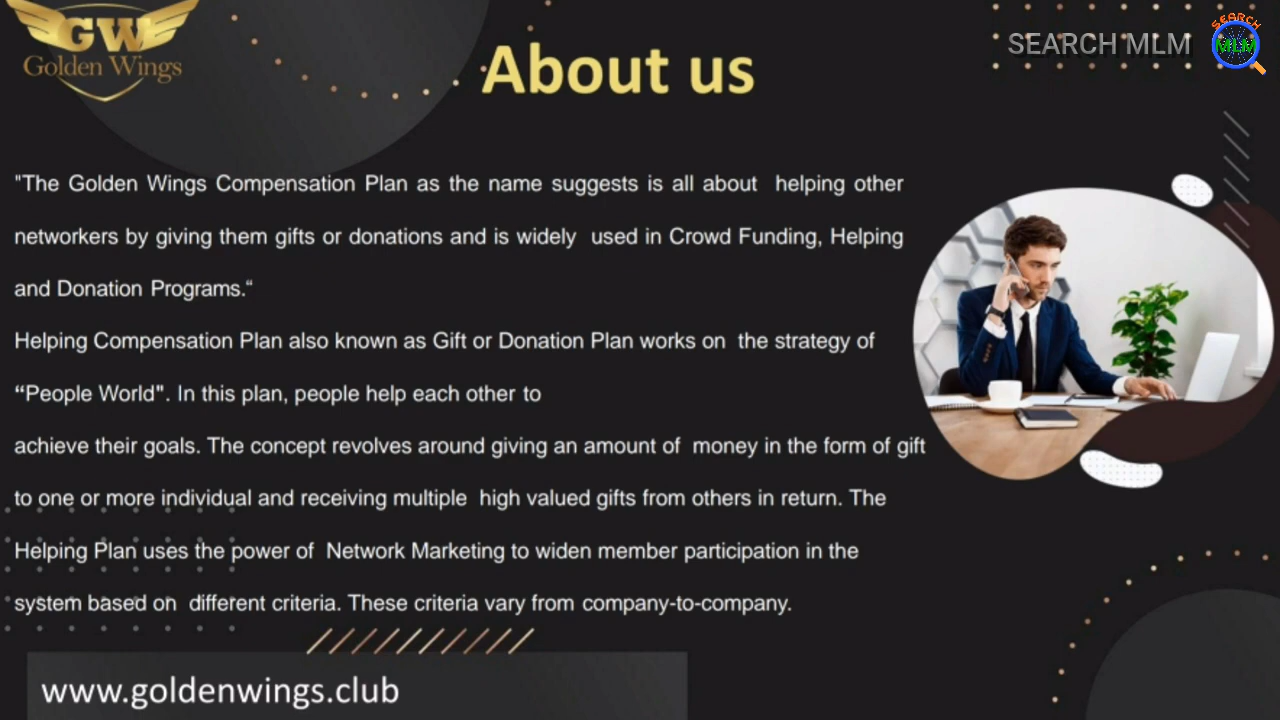 GW
Golden Wings
About us
SEARCH MLM
SEARCH
MLM
"The Golden Wings Compensation Plan as the name suggests is all about helping other
networkers by giving them gifts or donations and is widely used in Crowd Funding, Helping
and Donation Programs.“
Helping Compensation Plan also known as Gift or Donation Plan works on the strategy of
“People World". In this plan, people help each other to
achieve their goals. The concept revolves around giving an amount of money in the form of gift
to one or more individual and receiving multiple high valued gifts from others in return. The
Helping Plan uses the power of Network Marketing to widen member participation in the
system based on different criteria. These criteria vary from company-to-company.
www.goldenwings.club